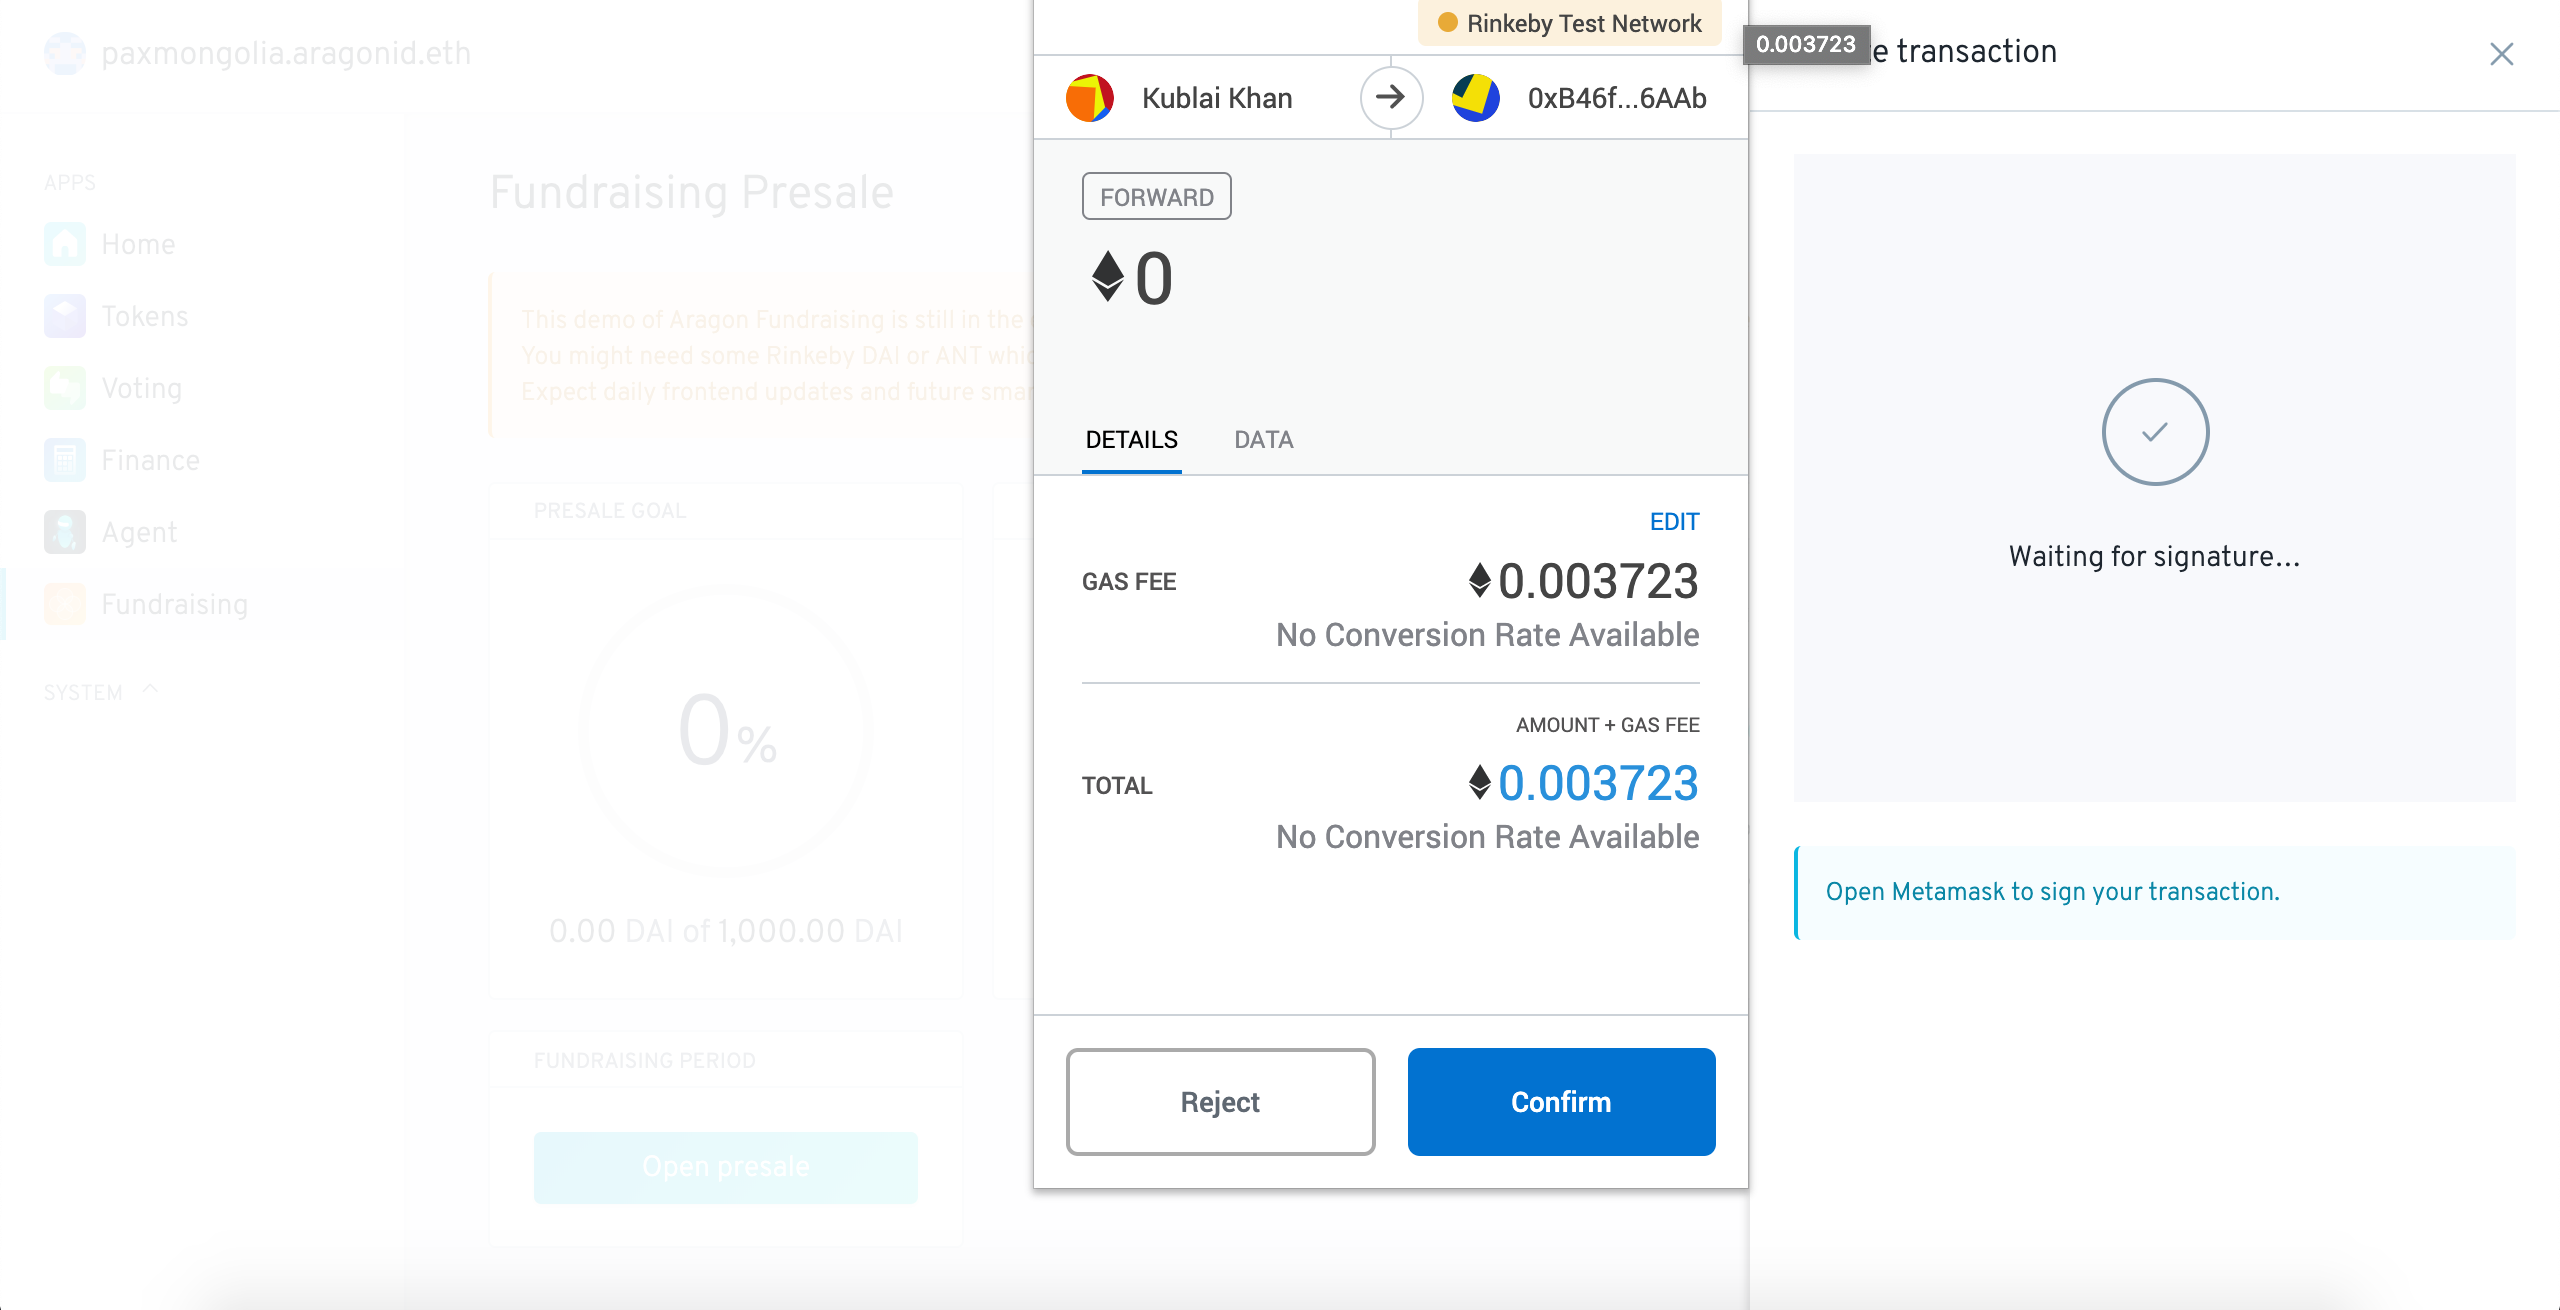 paxmongolia.aragonid.eth
APPS
Home
Tokens
Voting
Finance
Agent
Fundraising
SYSTEM
Fundraising Presale
This demo of Aragon Fundraising is still in the
You might need some Rinkeby DAI or ANT
Expect daily frontend updates and future
PRESALE GOAL
0%
0.00 DAI of 1,000.00 DAI
FUNDRAISING PERIOD
Open presale
Rinkeby Test Network
Kublai Khan
0xB46f...6AAb
FORWARD
0
DETAILS
DATA
EDIT
GAS FEE
0.003723
No Conversion Rate Available
AMOUNT + GAS FEE
TOTAL
0.003723
No Conversion Rate Available
Reject
Confirm
0.003723
transaction
Waiting for signature...
Open Metamask to sign your transaction.